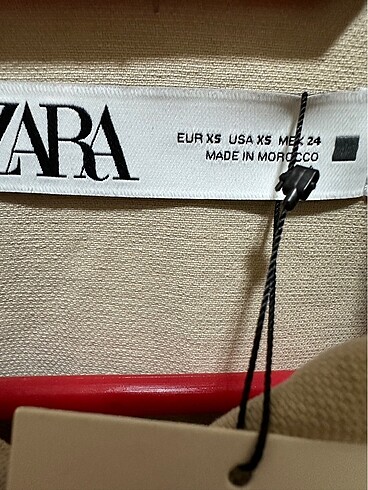 ZARA
EUR XS USA XS MEX 24
MADE IN MOROCCO